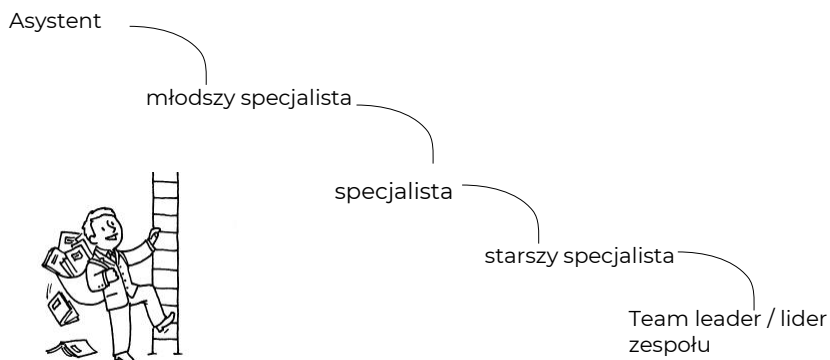 Asystent
młodszy specjalista
specjalista
starszy specjalista
Team leader / lider
zespołu